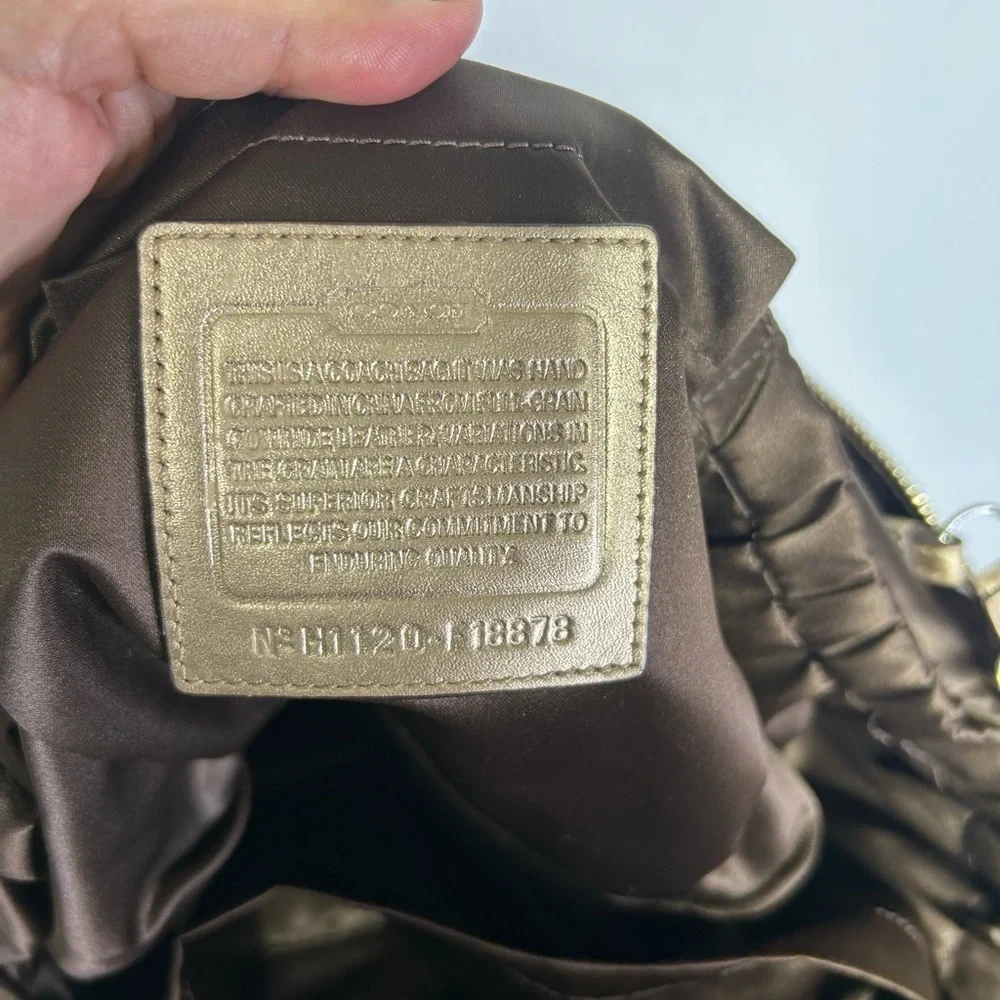 COACH
THIS IS A COACH BAG. IT WAS HAND
CRAFTED IN CHINA FROM FULL-GRAIN
COWHIDE LEATHER. VARIATIONS IN
THE GRAIN ARE A CHARACTERISTIC.
ITS SUPERIOR CRAFTSMANSHIP
REFLECTS OUR COMMITMENT TO
ENDURING QUALITY.
Nº H1120-F18878